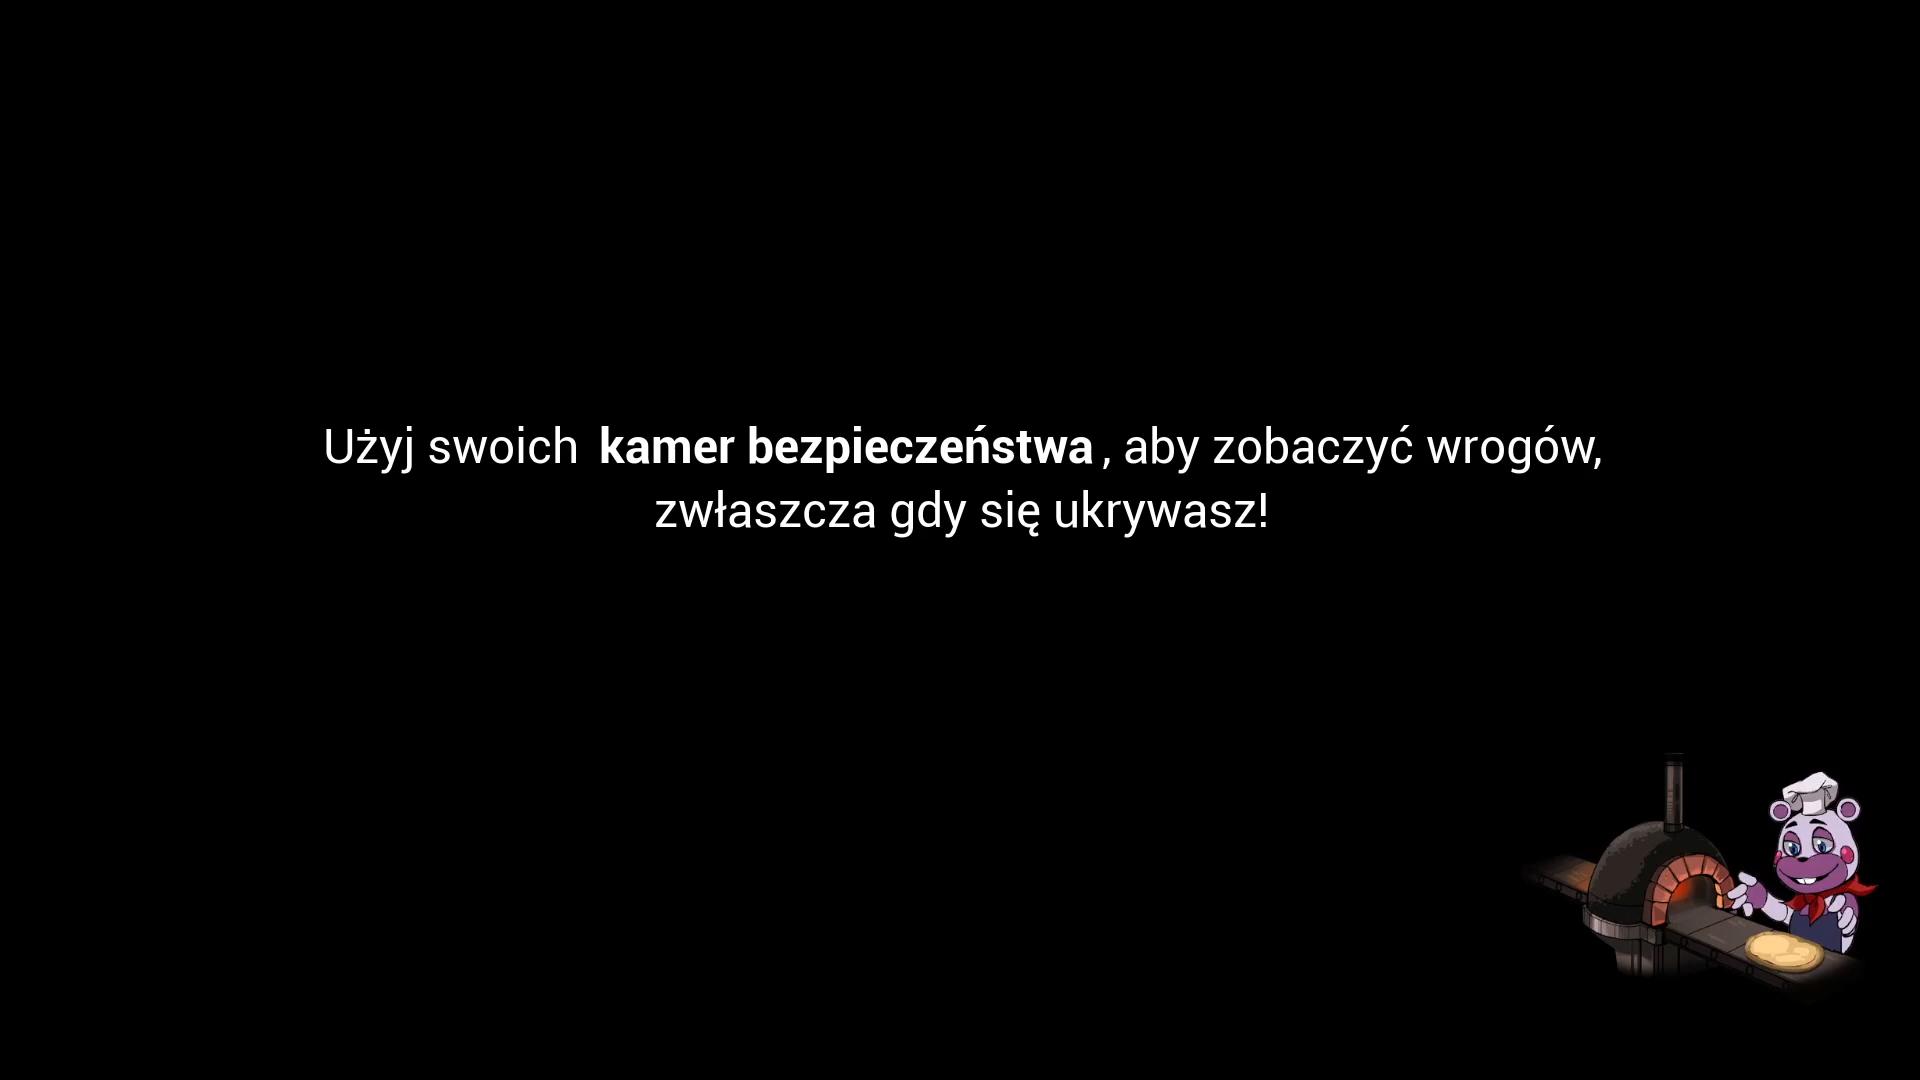 Użyj swoich kamer bezpieczeństwa, aby zobaczyć wrogów,
zwłaszcza gdy się ukrywasz!